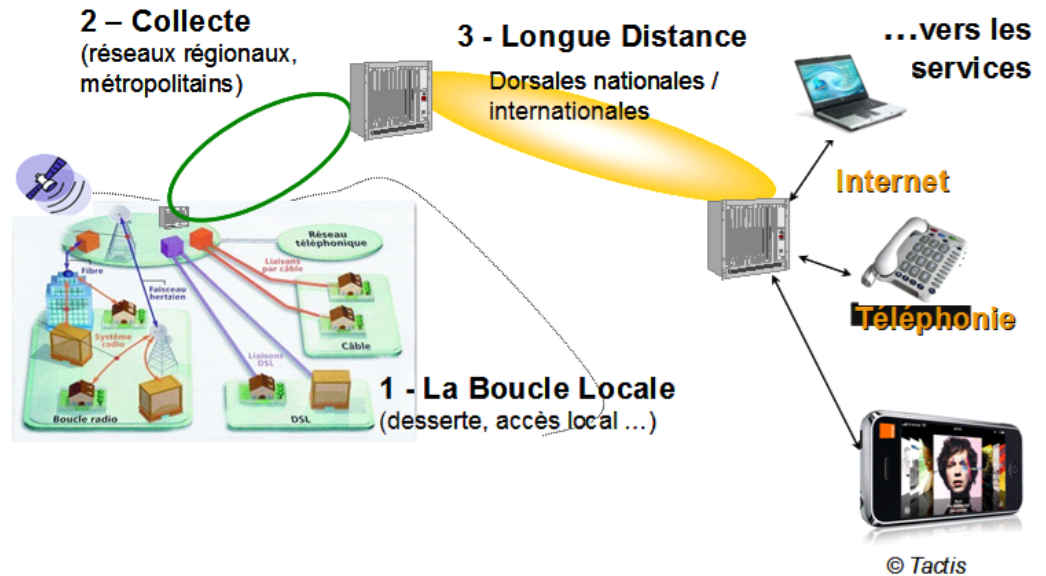 2 – Collecte
(réseaux régionaux,
métropolitains)
3 - Longue Distance
Dorsales nationales /
internationales
...vers les
services
Internet
Téléphonie
Réseau
téléphonique
Liaisons
par câble
Fibre
Faisceau
hertzien
Système
radio
Câble
Liaisons
DSL
Boucle radio
DSL
1 - La Boucle Locale
(desserte, accès local ...)
© Tactis